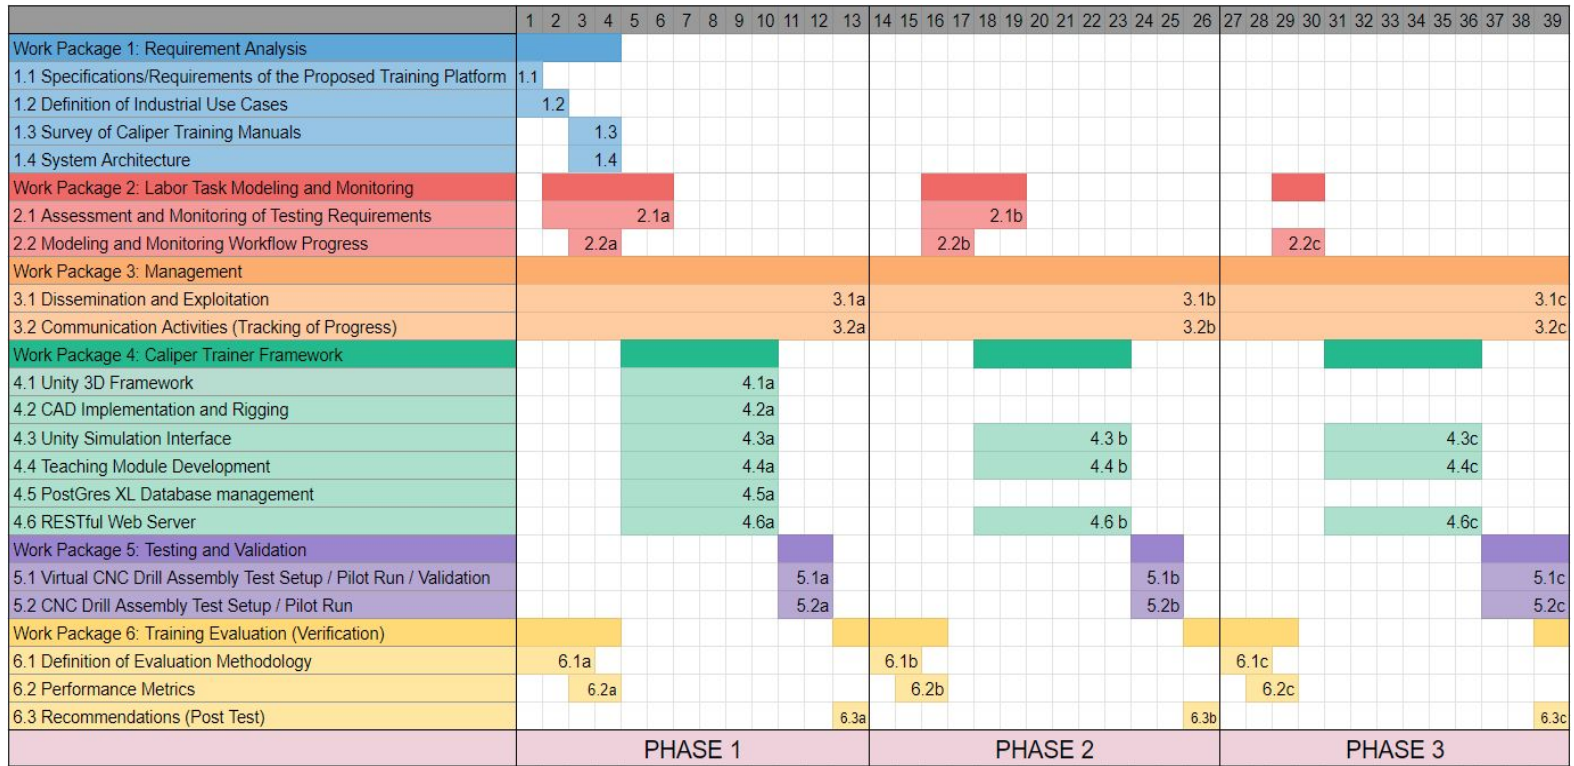 1 2 3 4 5 6 7 8 9 10 11 12 13 14 15 16 17 18 19 20 21 22 23 24 25 26 27 28 29 30 31 32 33 34 35 36 37 38 39
Work Package 1: Requirement Analysis
1.1 Specifications/Requirements of the Proposed Training Platform 1.1
1.2 Definition of Industrial Use Cases 1.2
1.3 Survey of Caliper Training Manuals 1.3
1.4 System Architecture 1.4
Work Package 2: Labor Task Modeling and Monitoring
2.1 Assessment and Monitoring of Testing Requirements 2.1a 2.1b
2.2 Modeling and Monitoring Workflow Progress 2.2a 2.2b 2.2c
Work Package 3: Management
3.1 Dissemination and Exploitation 3.1a 3.1b 3.1c
3.2 Communication Activities (Tracking of Progress) 3.2a 3.2b 3.2c
Work Package 4: Caliper Trainer Framework
4.1 Unity 3D Framework 4.1a
4.2 CAD Implementation and Rigging 4.2a
4.3 Unity Simulation Interface 4.3a 4.3 b 4.3c
4.4 Teaching Module Development 4.4a 4.4 b 4.4c
4.5 PostGres XL Database management 4.5a
4.6 RESTful Web Server 4.6a 4.6 b 4.6c
Work Package 5: Testing and Validation
5.1 Virtual CNC Drill Assembly Test Setup / Pilot Run / Validation 5.1a 5.1b 5.1c
5.2 CNC Drill Assembly Test Setup / Pilot Run 5.2a 5.2b 5.2c
Work Package 6: Training Evaluation (Verification)
6.1 Definition of Evaluation Methodology 6.1a 6.1b 6.1c
6.2 Performance Metrics 6.2a 6.2b 6.2c
6.3 Recommendations (Post Test) 6.3a 6.3b 6.3c
PHASE 1 PHASE 2 PHASE 3